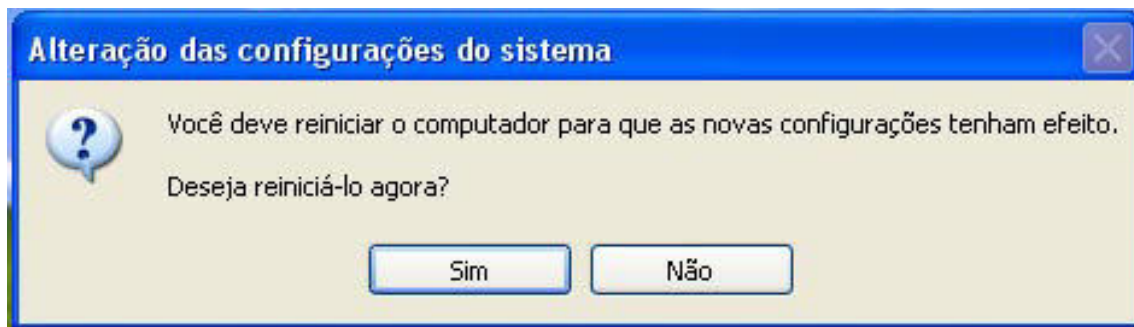 Alteração das configurações do sistema
Você deve reiniciar o computador para que as novas configurações tenham efeito.
Deseja reiniciá-lo agora?
Sim
Não